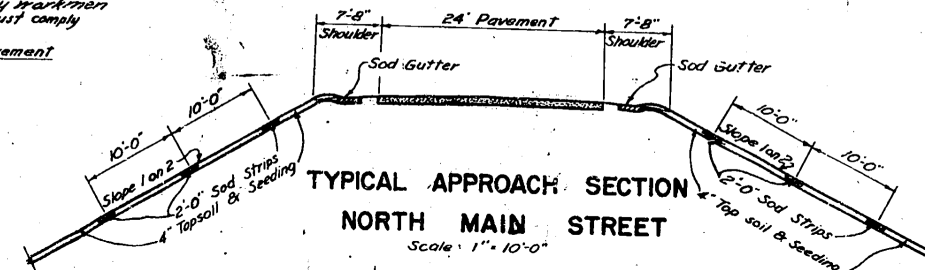 workmen
ust comply
ement
7'-8"
24' Pavement
7'-8"
Shoulder
Shoulder
Sod Gutter
Sod Gutter
10'-0"
10'-0"
Slope 1 on 2
2'-0" Sod Strips
4" Topsoil & Seeding
10'-0"
10'-0"
Slope 1 on 2
2'-0" Sod Strips
4" Top soil & Seeding
TYPICAL APPROACH SECTION
NORTH MAIN STREET
Scale: 1" = 10'-0"